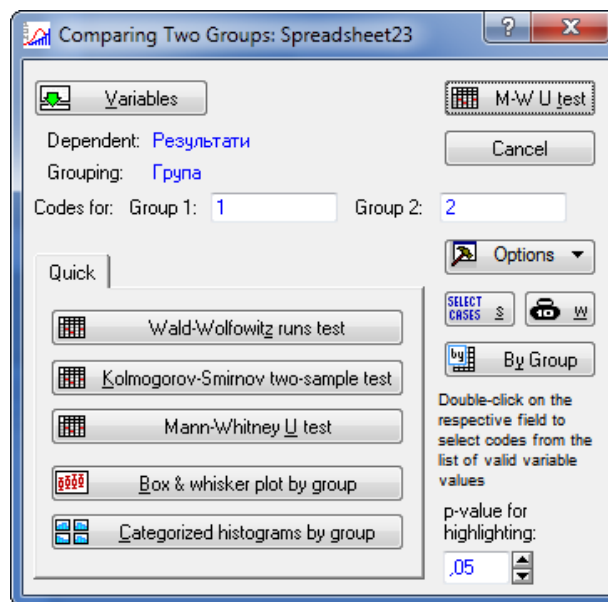 Comparing Two Groups: Spreadsheet23
Variables
M-W U test
Dependent: Результати
Cancel
Grouping: Група
Codes for: Group 1: 1 Group 2: 2
Options
Quick
SELECT CASES S
W
Wald-Wolfowitz runs test
By Group
Kolmogorov-Smirnov two-sample test
Mann-Whitney U test
Box & whisker plot by group
Categorized histograms by group
Double-click on the
respective field to
select codes from the
list of valid variable
values
p-value for
highlighting:
,05